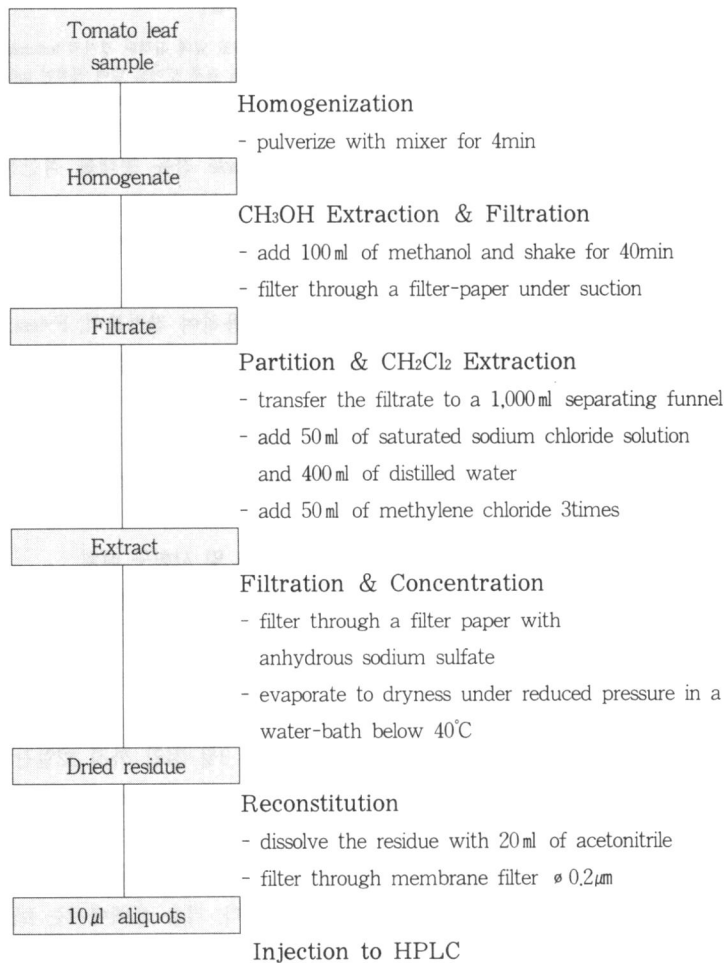 Tomato leaf
sample
Homogenization
- pulverize with mixer for 4min
Homogenate
CH₃OH Extraction & Filtration
- add 100㎖ of methanol and shake for 40min
- filter through a filter-paper under suction
Filtrate
Partition & CH₂Cl₂ Extraction
- transfer the filtrate to a 1,000㎖ separating funnel
- add 50㎖ of saturated sodium chloride solution
and 400㎖ of distilled water
- add 50㎖ of methylene chloride 3times
Extract
Filtration & Concentration
- filter through a filter paper with
anhydrous sodium sulfate
- evaporate to dryness under reduced pressure in a
water-bath below 40℃
Dried residue
Reconstitution
- dissolve the residue with 20㎖ of acetonitrile
- filter through membrane filter ø 0.2㎛
10㎕ aliquots
Injection to HPLC